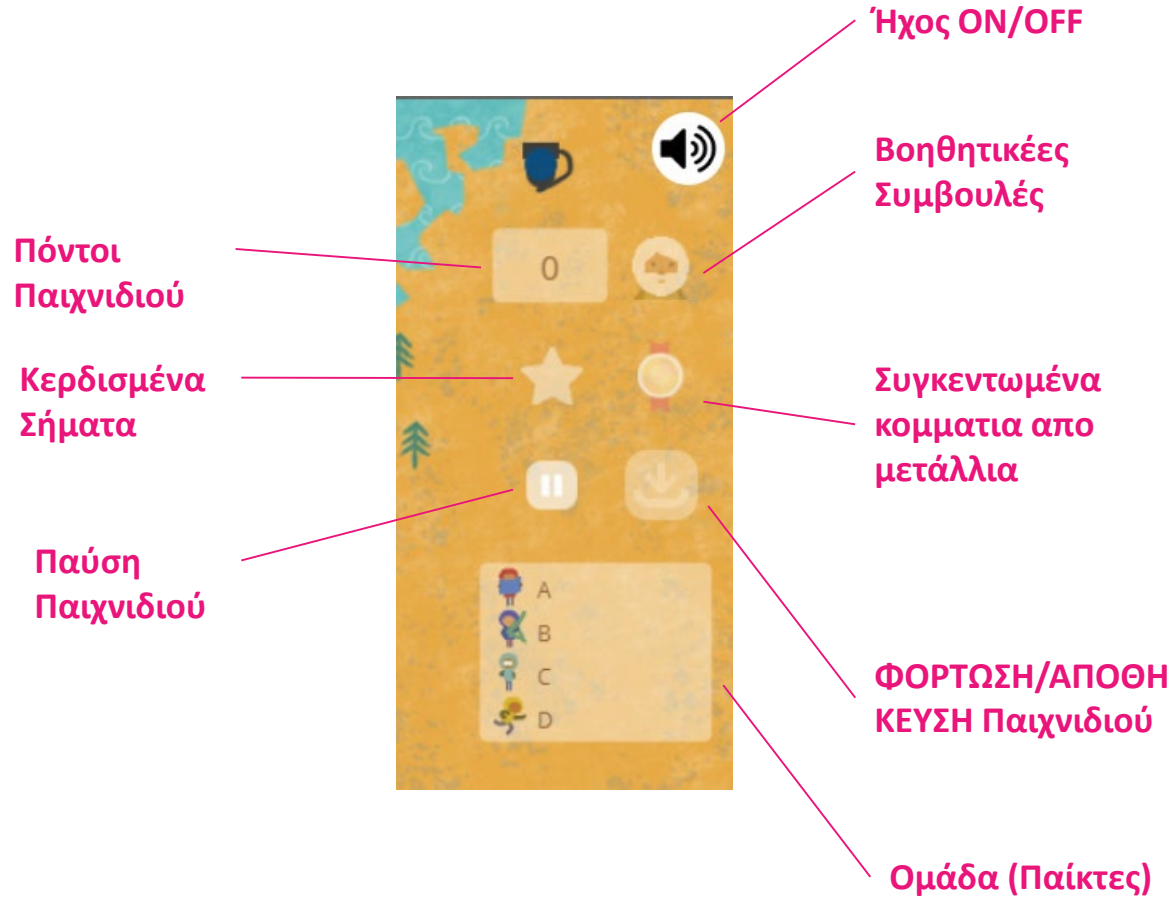 Ήχος ON/OFF
Βοηθητικέες
Συμβουλές
Πόντοι
Παιχνιδιού
0
Κερδισμένα
Σήματα
Συγκεντωμένα
κομματια απο
μετάλλια
Παύση
Παιχνιδιού
A
B
C
D
ΦΟΡΤΩΣΗ/ΑΠΟΘΗ
ΚΕΥΣΗ Παιχνιδιού
Ομάδα (Παίκτες)